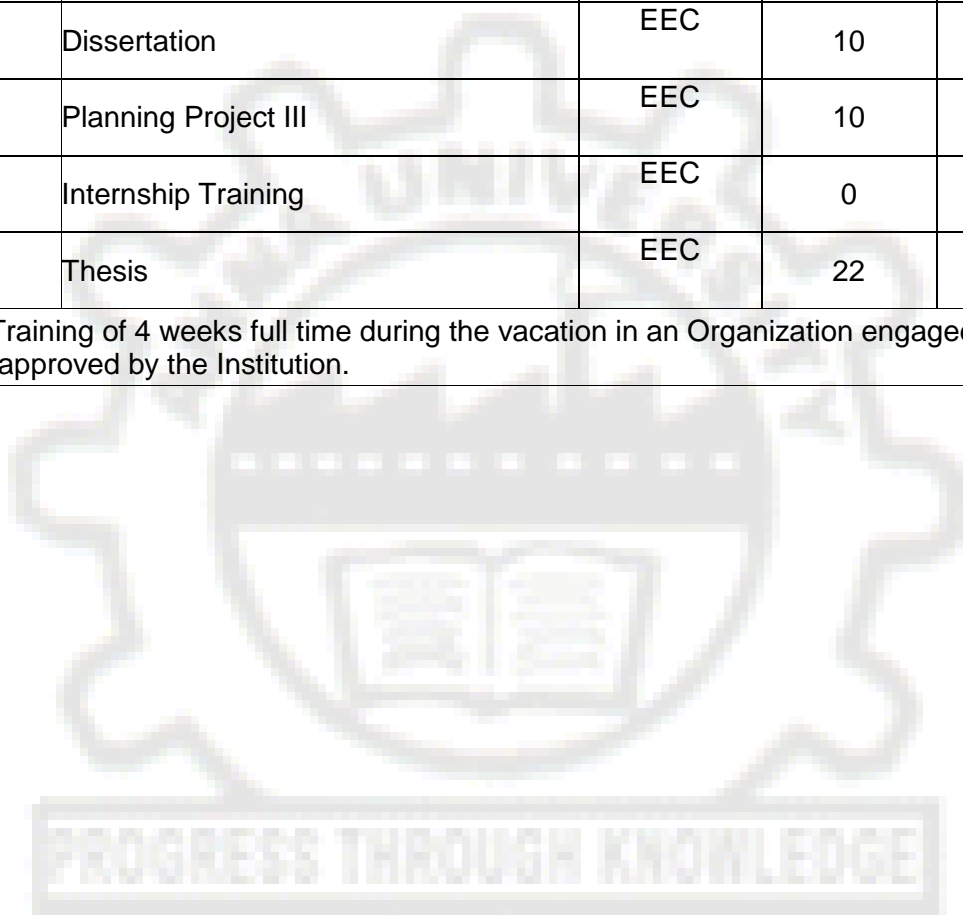 Dissertation EEC 10
Planning Project III EEC 10
Internship Training EEC 0
Thesis EEC 22
Training of 4 weeks full time during the vacation in an Organization engaged
approved by the Institution.
UNIVERSITY
PROGRESS THROUGH KNOWLEDGE